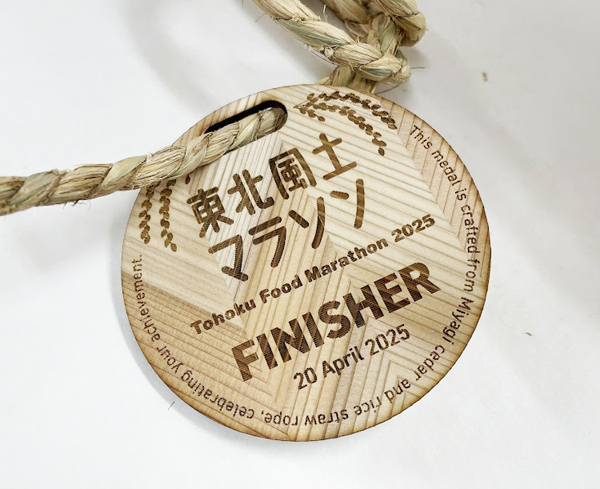 東北風土
マラソン
Tohoku Food Marathon 2025
FINISHER
20 April 2025
This medal is crafted from Miyagi cedar and rice straw rope, celebrating your achievement.